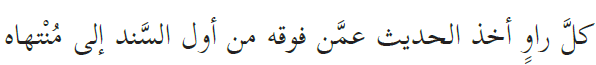 كلَّ راوٍ أخذ الحديث عمَّن فوقه من أول السَّند إلى مُنْتهاه